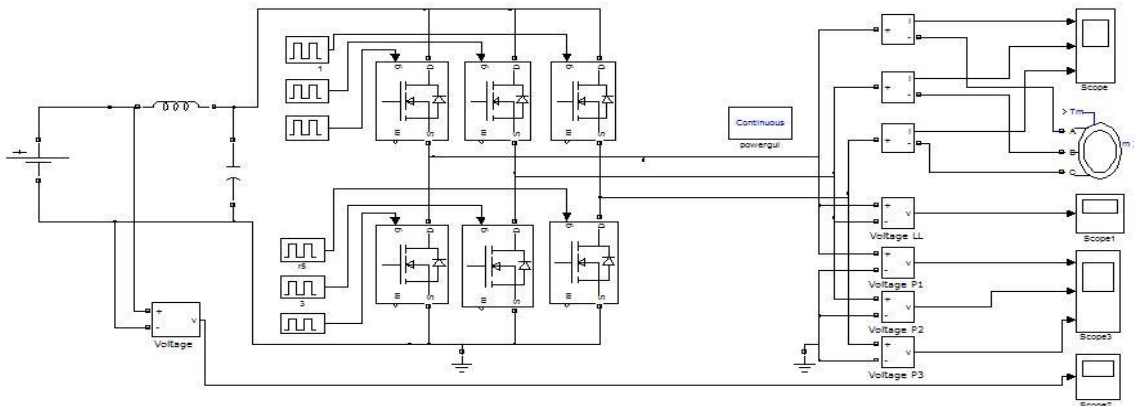 1
r5
3
+
Voltage
+
-
v
g
D
m
S
g
D
m
S
g
D
m
S
g
D
m
S
g
D
m
S
g
D
m
S
Continuous
powergui
+
-
i
+
-
i
+
-
i
Scope
> Tm
A
B
C
m
+
-
v
Voltage LL
Scope1
+
-
v
Voltage P1
+
-
v
Voltage P2
+
-
v
Voltage P3
Scope3
Scope2